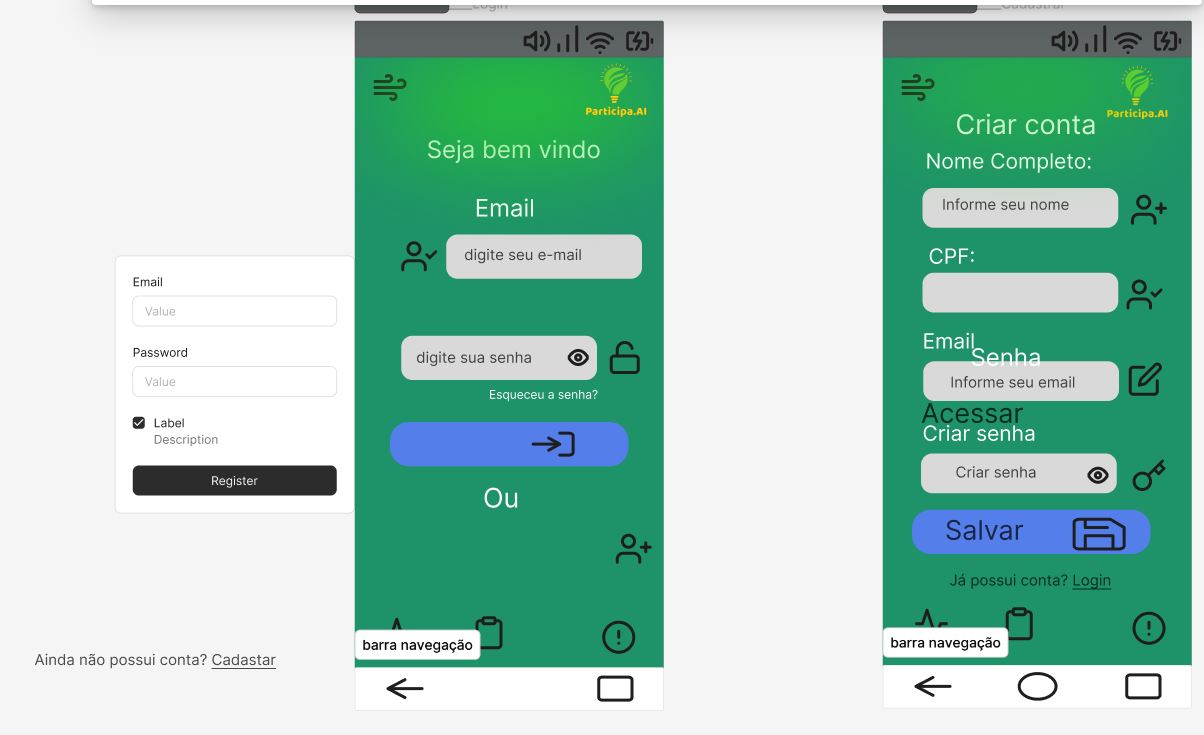 Login
Cadastrar
Email
Value
Password
Value
Label
Description
Register
Ainda não possui conta? Cadastar
Participa.AI
Seja bem vindo
Email
digite seu e-mail
digite sua senha
Esqueceu a senha?
Ou
barra navegação
Participa.AI
Criar conta
Nome Completo:
Informe seu nome
CPF:
Email
Senha
Informe seu email
Acessar
Criar senha
Criar senha
Salvar
Já possui conta? Login
barra navegação